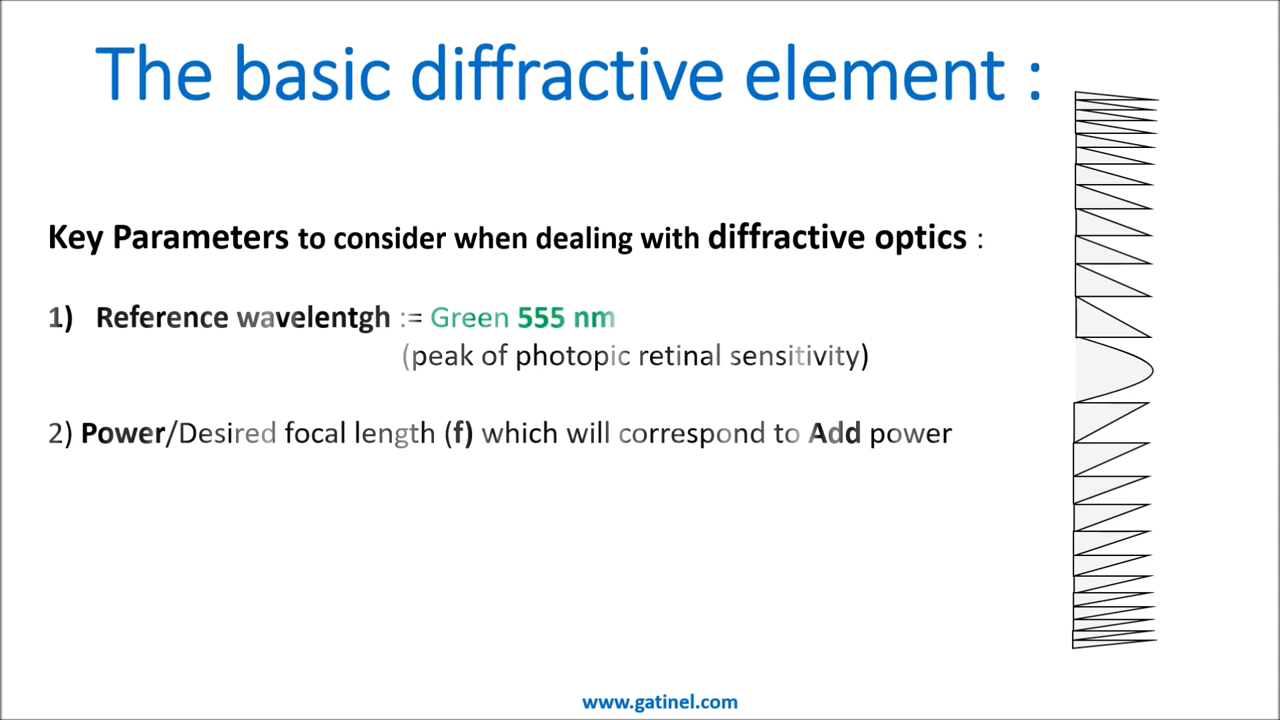 The basic diffractive element :
Key Parameters to consider when dealing with diffractive optics :
1) Reference wavelentgh := Green 555 nm
(peak of photopic retinal sensitivity)
2) Power/Desired focal length (f) which will correspond to Add power
www.gatinel.com